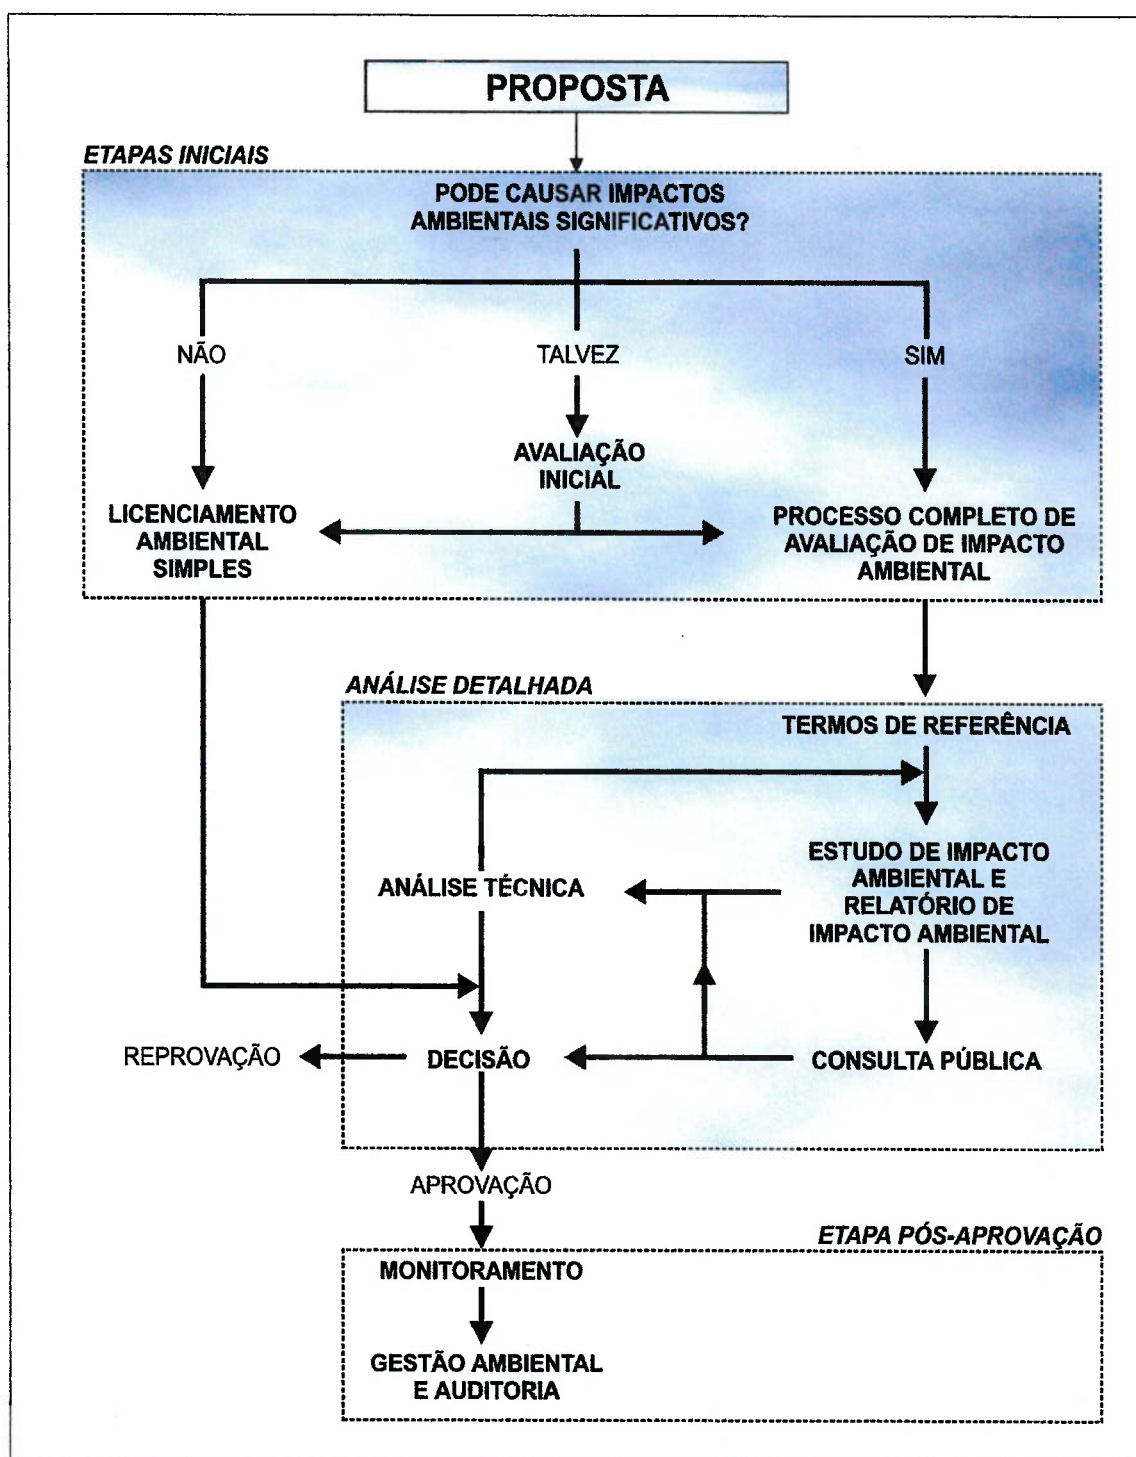 PROPOSTA
ETAPAS INICIAIS
PODE CAUSAR IMPACTOS
AMBIENTAIS SIGNIFICATIVOS?
NÃO
TALVEZ
SIM
AVALIAÇÃO
INICIAL
LICENCIAMENTO
AMBIENTAL
SIMPLES
PROCESSO COMPLETO DE
AVALIAÇÃO DE IMPACTO
AMBIENTAL
ANÁLISE DETALHADA
TERMOS DE REFERÊNCIA
ESTUDO DE IMPACTO
AMBIENTAL E
RELATÓRIO DE
IMPACTO AMBIENTAL
ANÁLISE TÉCNICA
REPROVAÇÃO
DECISÃO
CONSULTA PÚBLICA
APROVAÇÃO
ETAPA PÓS-APROVAÇÃO
MONITORAMENTO
GESTÃO AMBIENTAL
E AUDITORIA